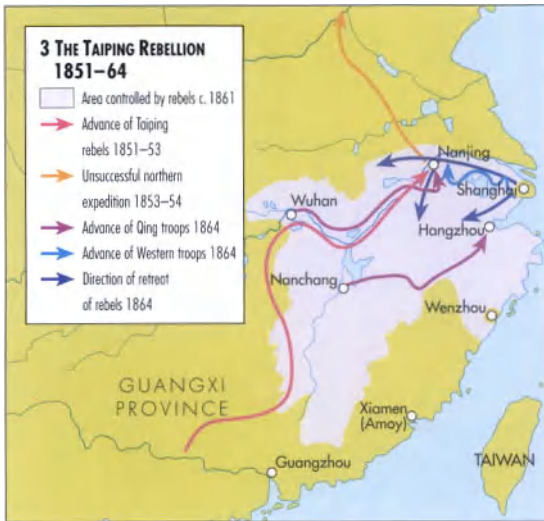 3 THE TAIPING REBELLION
1851–64
Area controlled by rebels c. 1861
Advance of Taiping
rebels 1851–53
Unsuccessful northern
expedition 1853–54
Advance of Qing troops 1864
Advance of Western troops 1864
Direction of retreat
of rebels 1864
Nanjing
Shanghai
Wuhan
Hangzhou
Nanchang
Wenzhou
GUANGXI
PROVINCE
Xiamen
(Amoy)
Guangzhou
TAIWAN